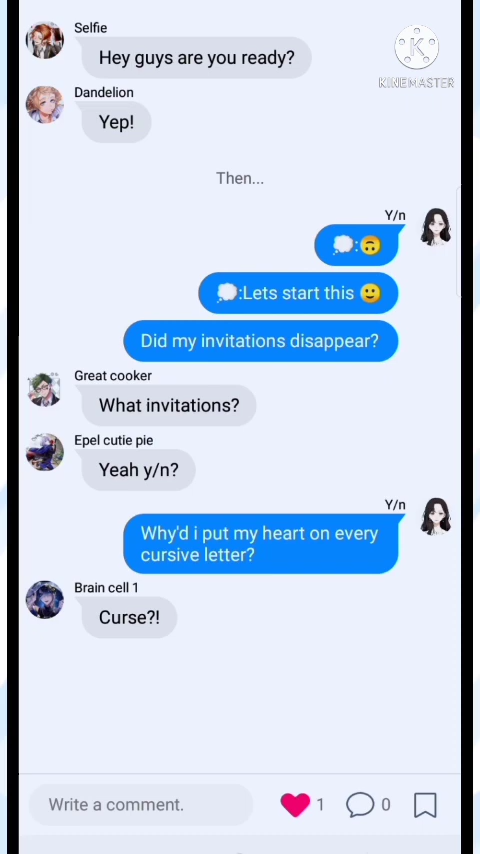 Selfie
Hey guys are you ready?
KINEMASTER
Dandelion
Yep!
Then...
Y/n
💭:🙃
💭:Lets start this 🙂
Did my invitations disappear?
Great cooker
What invitations?
Epel cutie pie
Yeah y/n?
Y/n
Why'd i put my heart on every
cursive letter?
Brain cell 1
Curse?!
Write a comment.
1
0